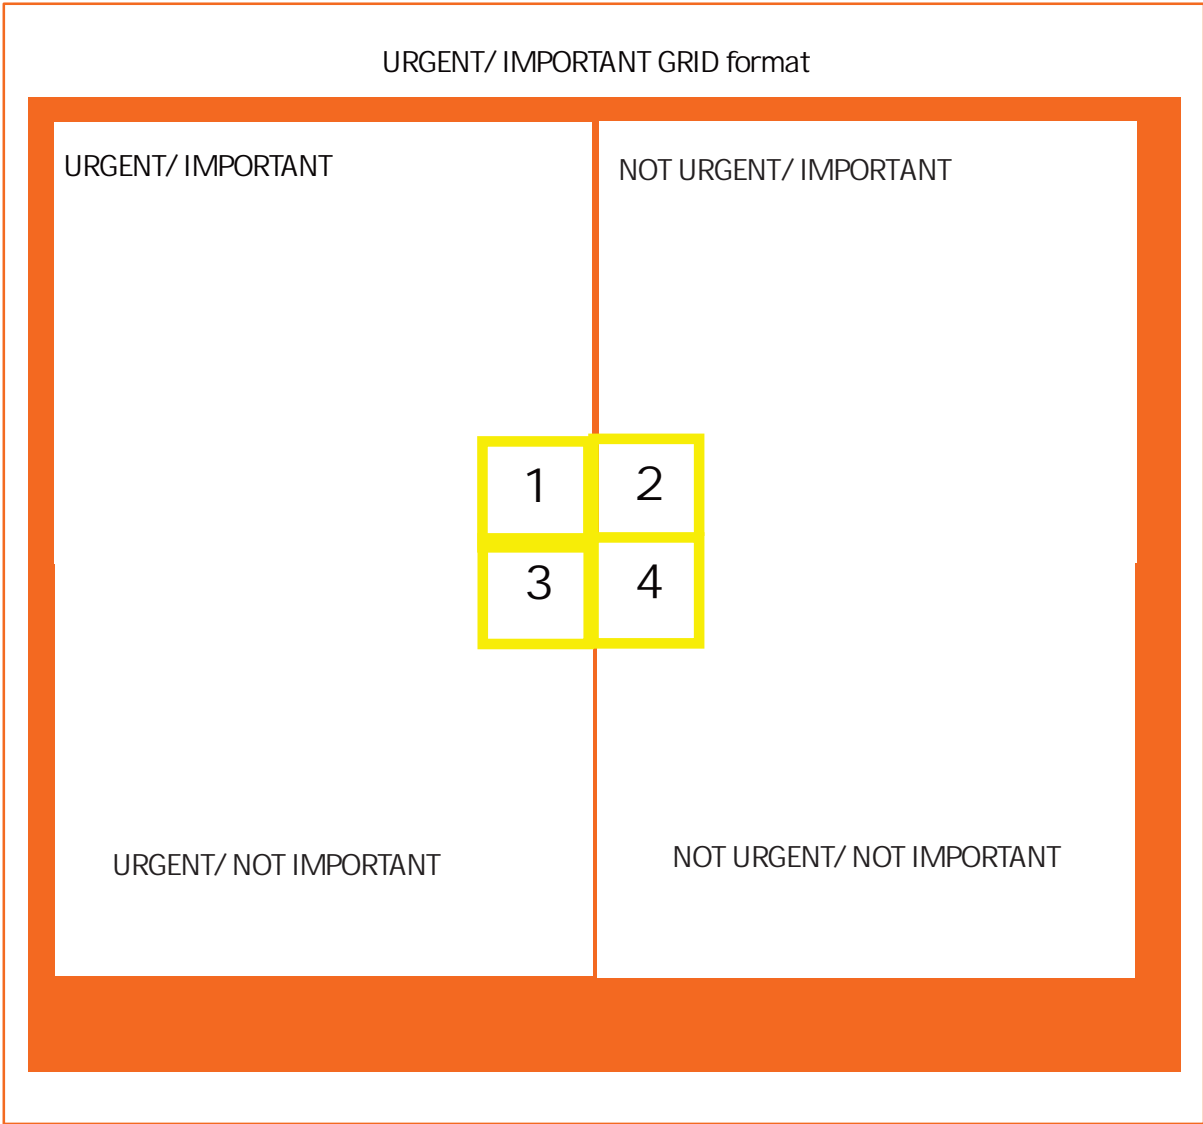 URGENT/ IMPORTANT GRID format
URGENT/ IMPORTANT
NOT URGENT/ IMPORTANT
1
2
3
4
URGENT/ NOT IMPORTANT
NOT URGENT/ NOT IMPORTANT